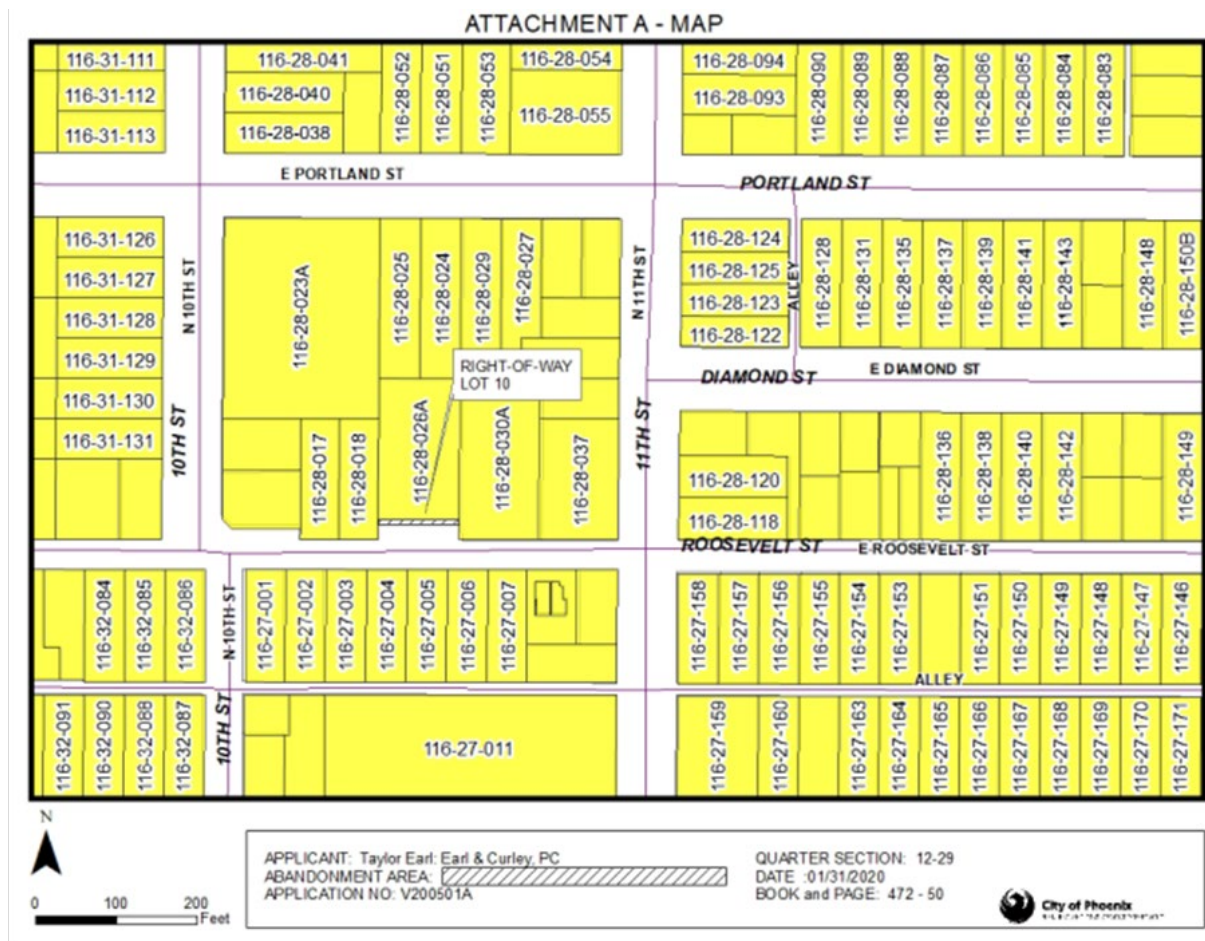 ATTACHMENT A - MAP
116-31-111
116-31-112
116-31-113
116-28-041
116-28-040
116-28-038
116-28-052
116-28-051
116-28-053
116-28-054
116-28-055
116-28-094
116-28-093
116-28-090
116-28-089
116-28-088
116-28-087
116-28-086
116-28-085
116-28-084
116-28-083
E PORTLAND ST
PORTLAND ST
116-31-126
116-31-127
116-31-128
116-31-129
116-31-130
116-31-131
N 10TH ST
10TH ST
116-28-023A
116-28-025
116-28-024
116-28-029
116-28-027
RIGHT-OF-WAY
LOT 10
116-28-017
116-28-018
116-28-026A
116-28-030A
116-28-037
N 11TH ST
11TH ST
116-28-124
116-28-125
116-28-123
116-28-122
ALLEY
116-28-128
116-28-131
116-28-135
116-28-137
116-28-139
116-28-141
116-28-143
116-28-148
116-28-150B
DIAMOND ST
E DIAMOND ST
116-28-120
116-28-118
116-28-136
116-28-138
116-28-140
116-28-142
116-28-149
ROOSEVELT ST
E ROOSEVELT ST
116-32-084
116-32-085
116-32-086
N 10TH ST
116-27-001
116-27-002
116-27-003
116-27-004
116-27-005
116-27-006
116-27-007
116-27-158
116-27-157
116-27-156
116-27-155
116-27-154
116-27-153
116-27-151
116-27-150
116-27-149
116-27-148
116-27-147
116-27-146
ALLEY
116-32-091
116-32-090
116-32-088
116-32-087
10TH ST
116-27-011
116-27-159
116-27-160
116-27-163
116-27-164
116-27-165
116-27-166
116-27-167
116-27-168
116-27-169
116-27-170
116-27-171
N
0 100 200
Feet
APPLICANT: Taylor Earl: Earl & Curley, PC
ABANDONMENT AREA:
APPLICATION NO: V200501A
QUARTER SECTION: 12-29
DATE :01/31/2020
BOOK and PAGE: 472 - 50
City of Phoenix